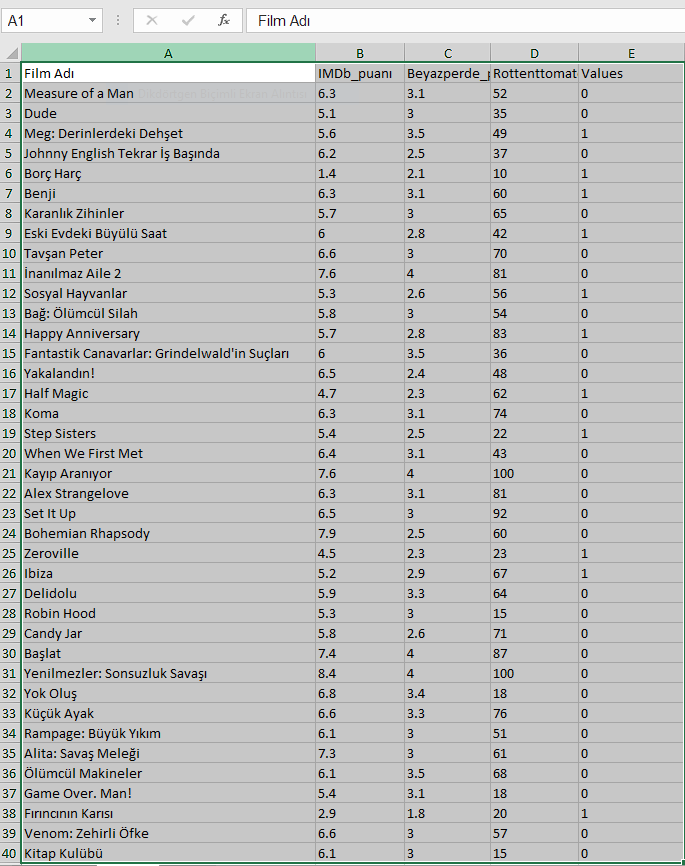 A1 fx Film Adı
A B C D E
1 Film Adı IMDb_puanı Beyazperde_p Rottenttomat Values
2 Measure of a Man 6.3 3.1 52 0
3 Dude 5.1 3 35 0
4 Meg: Derinlerdeki Dehşet 5.6 3.5 49 1
5 Johnny English Tekrar İş Başında 6.2 2.5 37 0
6 Borç Harç 1.4 2.1 10 1
7 Benji 6.3 3.1 60 1
8 Karanlık Zihinler 5.7 3 65 0
9 Eski Evdeki Büyülü Saat 6 2.8 42 1
10 Tavşan Peter 6.6 3 70 0
11 İnanılmaz Aile 2 7.6 4 81 0
12 Sosyal Hayvanlar 5.3 2.6 56 1
13 Bağ: Ölümcül Silah 5.8 3 54 0
14 Happy Anniversary 5.7 2.8 83 1
15 Fantastik Canavarlar: Grindelwald'in Suçları 6 3.5 36 0
16 Yakalandın! 6.5 2.4 48 0
17 Half Magic 4.7 2.3 62 1
18 Koma 6.3 3.1 74 0
19 Step Sisters 5.4 2.5 22 1
20 When We First Met 6.4 3.1 43 0
21 Kayıp Aranıyor 7.6 4 100 0
22 Alex Strangelove 6.3 3.1 81 0
23 Set It Up 6.5 3 92 0
24 Bohemian Rhapsody 7.9 2.5 60 0
25 Zeroville 4.5 2.3 23 1
26 Ibiza 5.2 2.9 67 1
27 Delidolu 5.9 3.3 64 0
28 Robin Hood 5.3 3 15 0
29 Candy Jar 5.8 2.6 71 0
30 Başlat 7.4 4 87 0
31 Yenilmezler: Sonsuzluk Savaşı 8.4 4 100 0
32 Yok Oluş 6.8 3.4 18 0
33 Küçük Ayak 6.6 3.3 76 0
34 Rampage: Büyük Yıkım 6.1 3 51 0
35 Alita: Savaş Meleği 7.3 3 61 0
36 Ölümcül Makineler 6.1 3.5 68 0
37 Game Over. Man! 5.4 3.1 18 0
38 Fırıncının Karısı 2.9 1.8 20 1
39 Venom: Zehirli Öfke 6.6 3 57 0
40 Kitap Kulübü 6.1 3 15 0